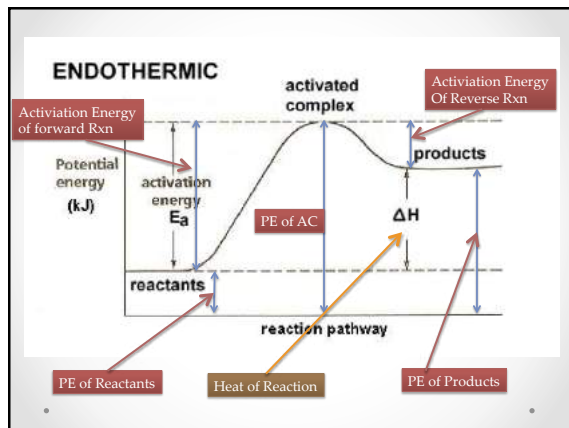 ENDOTHERMIC
activated
complex
Activiation Energy
of forward Rxn
Activiation Energy
Of Reverse Rxn
Potential
energy
(kJ)
activation
energy
Ea
products
PE of AC
ΔH
reactants
reaction pathway
PE of Reactants
Heat of Reaction
PE of Products